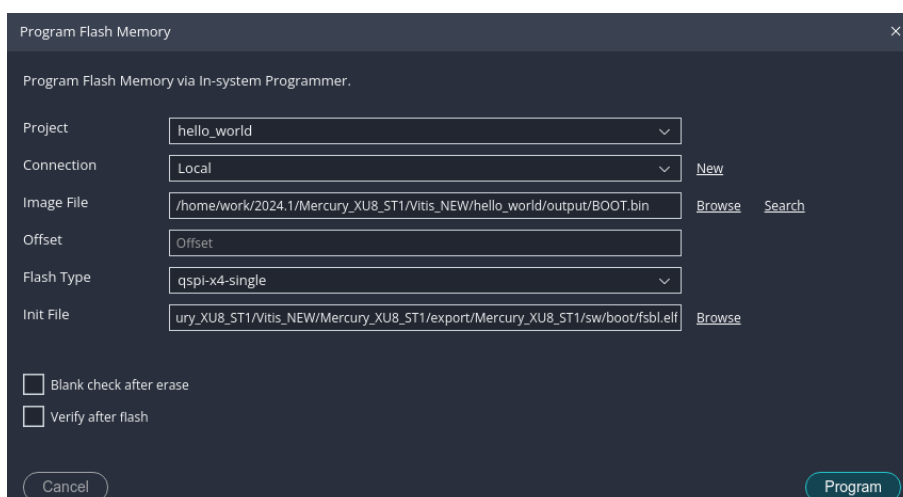 Program Flash Memory ×
Program Flash Memory via In-system Programmer.
Project hello_world
Connection Local New
Image File /home/work/2024.1/Mercury_XU8_ST1/Vitis_NEW/hello_world/output/BOOT.bin Browse Search
Offset Offset
Flash Type qspi-x4-single
Init File ury_XU8_ST1/Vitis_NEW/Mercury_XU8_ST1/export/Mercury_XU8_ST1/sw/boot/fsbl.elf Browse
Blank check after erase
Verify after flash
Cancel Program